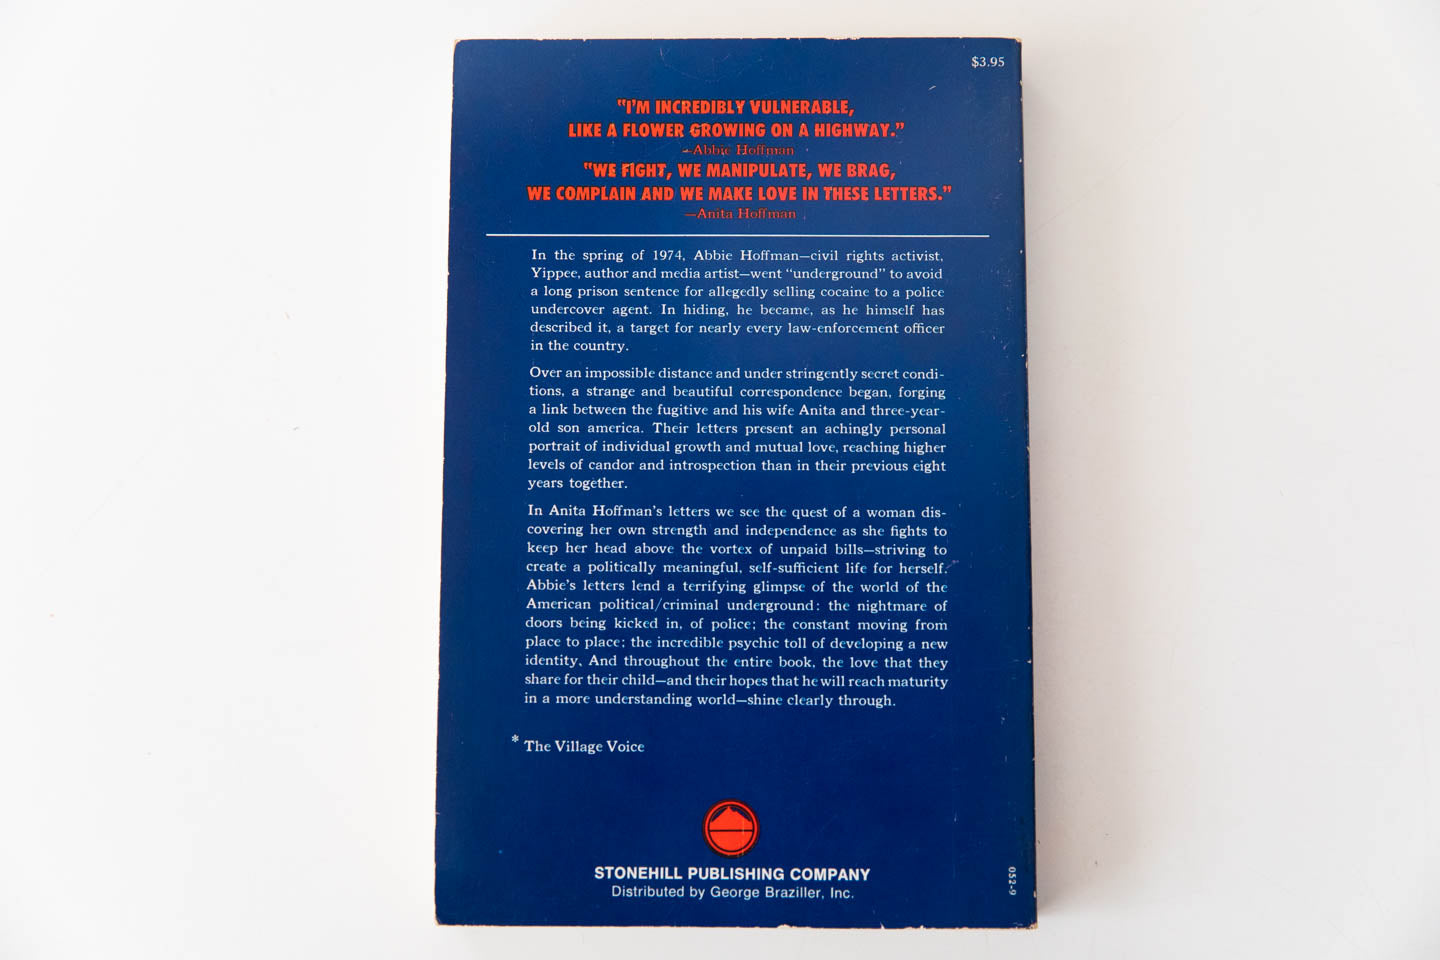 $3.95
"I'M INCREDIBLY VULNERABLE,
LIKE A FLOWER GROWING ON A HIGHWAY."
—Abbie Hoffman
"WE FIGHT, WE MANIPULATE, WE BRAG,
WE COMPLAIN AND WE MAKE LOVE IN THESE LETTERS."
—Anita Hoffman
In the spring of 1974, Abbie Hoffman—civil rights activist,
Yippee, author and media artist—went "underground" to avoid
a long prison sentence for allegedly selling cocaine to a police
undercover agent. In hiding, he became, as he himself has
described it, a target for nearly every law-enforcement officer
in the country.
Over an impossible distance and under stringently secret condi-
tions, a strange and beautiful correspondence began, forging
a link between the fugitive and his wife Anita and three-year-
old son america. Their letters present an achingly personal
portrait of individual growth and mutual love, reaching higher
levels of candor and introspection than in their previous eight
years together.
In Anita Hoffman's letters we see the quest of a woman dis-
covering her own strength and independence as she fights to
keep her head above the vortex of unpaid bills—striving to
create a politically meaningful, self-sufficient life for herself.
Abbie's letters lend a terrifying glimpse of the world of the
American political/criminal underground: the nightmare of
doors being kicked in, of police; the constant moving from
place to place; the incredible psychic toll of developing a new
identity. And throughout the entire book, the love that they
share for their child—and their hopes that he will reach maturity
in a more understanding world—shine clearly through.
* The Village Voice
STONEHILL PUBLISHING COMPANY
Distributed by George Braziller, Inc.
052-9